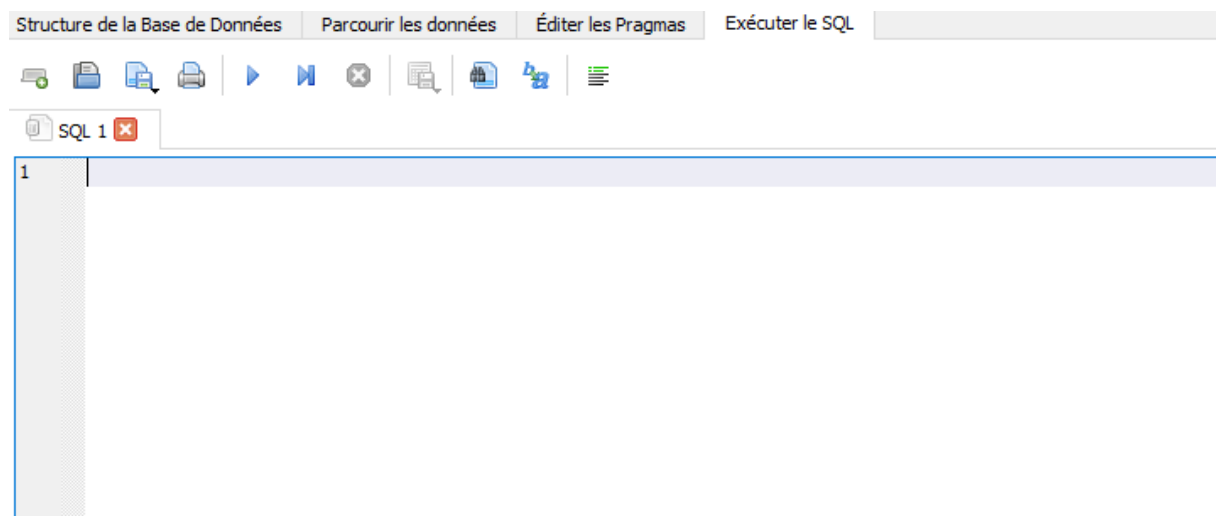 Structure de la Base de Données Parcourir les données Éditer les Pragmas Exécuter le SQL
b a
SQL 1
1